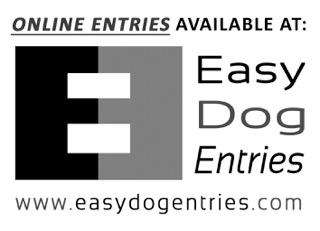 ONLINE ENTRIES AVAILABLE AT:
Easy
Dog
Entries
www.easydogentries.com